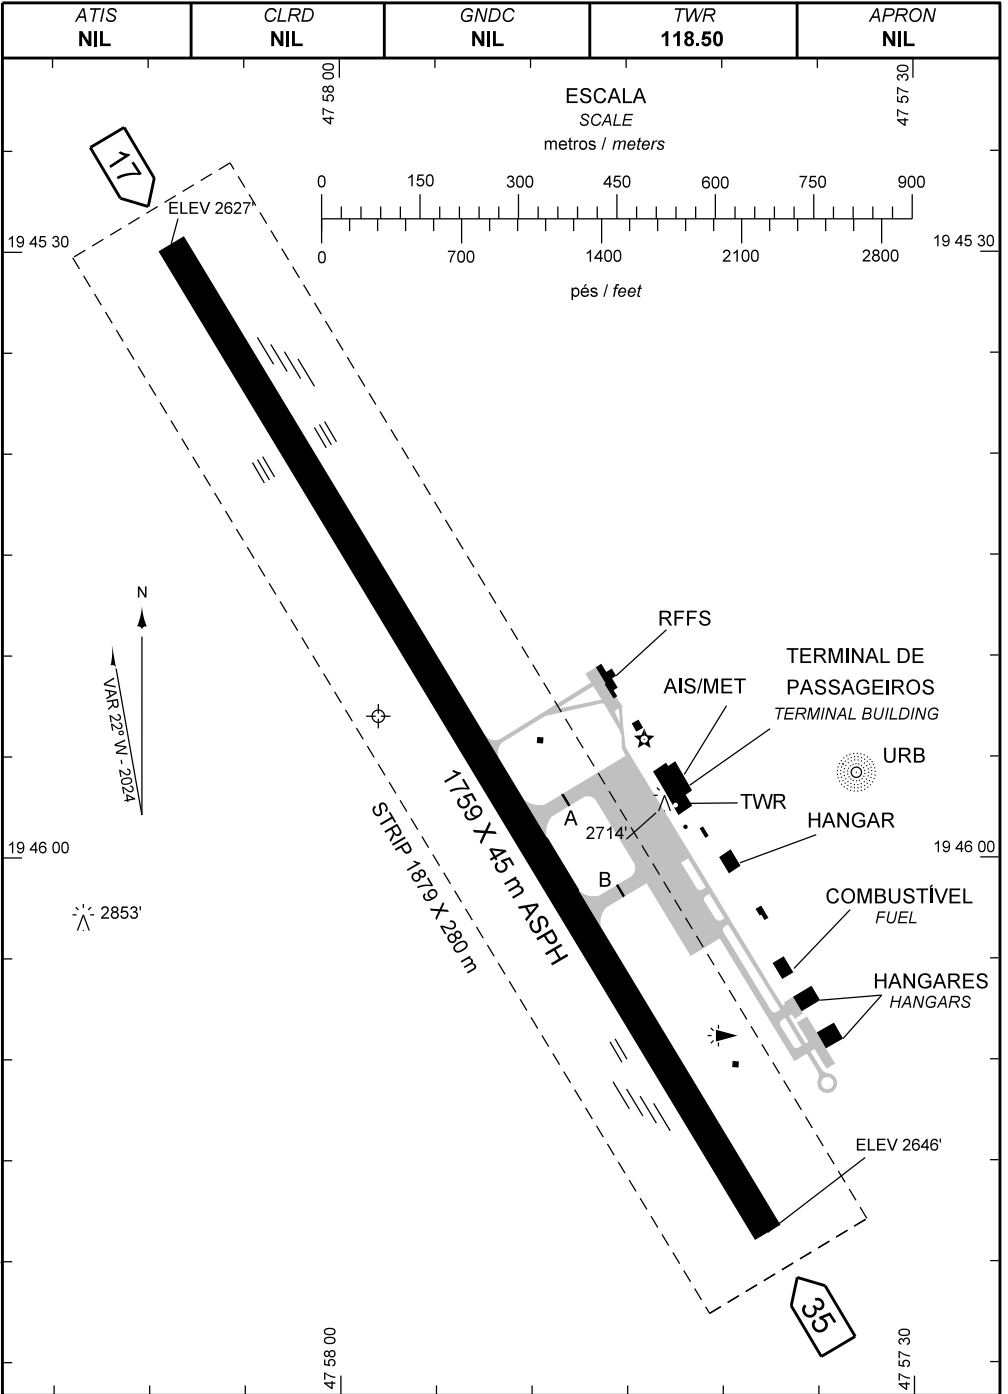 ATIS
NIL
CLRD
NIL
GNDC
NIL
TWR
118.50
APRON
NIL
47 58 00
47 57 30
ESCALA
SCALE
metros / meters
0 150 300 450 600 750 900
0 700 1400 2100 2800
pés / feet
17
ELEV 2627'
19 45 30
19 45 30
N
VAR 22º W - 2024
RFFS
AIS/MET
TERMINAL DE
PASSAGEIROS
TERMINAL BUILDING
URB
TWR
2714'
HANGAR
A
B
1759 X 45 m ASPH
STRIP 1879 X 280 m
19 46 00
19 46 00
2853'
COMBUSTÍVEL
FUEL
HANGARES
HANGARS
ELEV 2646'
35
47 58 00
47 57 30